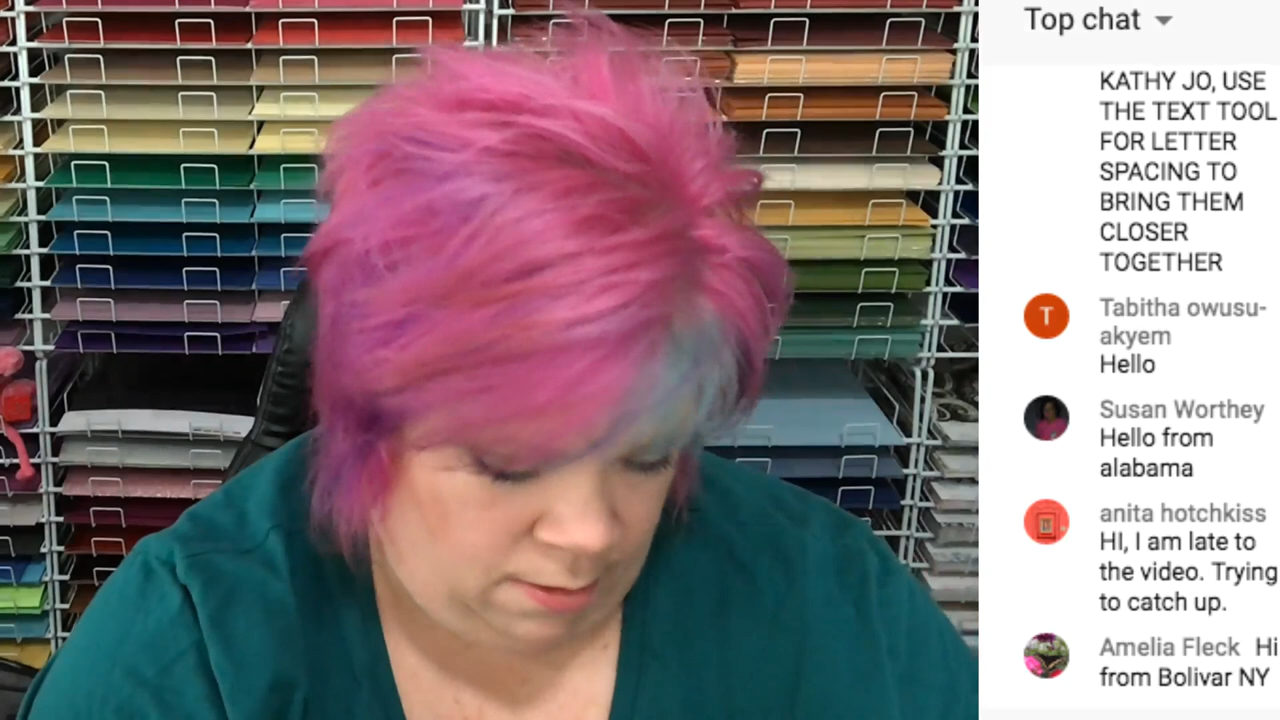 Top chat
KATHY JO, USE
THE TEXT TOOL
FOR LETTER
SPACING TO
BRING THEM
CLOSER
TOGETHER
T
Tabitha owusu-
akyem
Hello
Susan Worthey
Hello from
alabama
anita hotchkiss
HI, I am late to
the video. Trying
to catch up.
Amelia Fleck Hi
from Bolivar NY